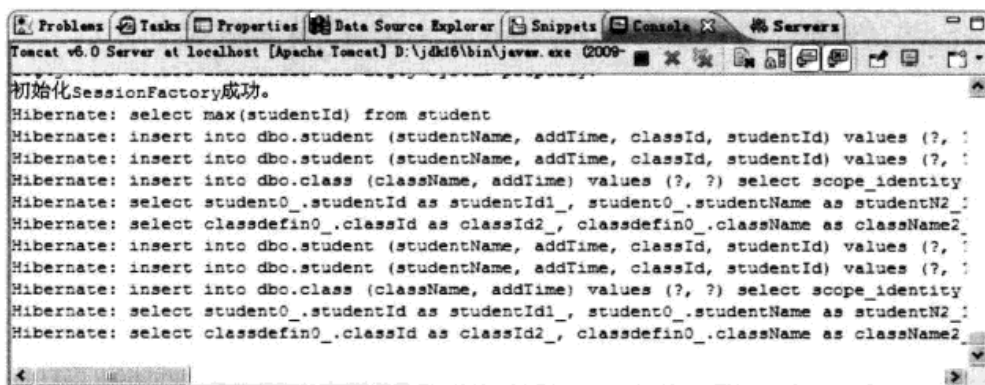 Problems Tasks Properties Data Source Explorer Snippets Console Servers
Tomcat v6.0 Server at localhost [Apache Tomcat] D:\jdk16\bin\javaw.exe (2009-
初始化SessionFactory成功。
Hibernate: select max(studentId) from student
Hibernate: insert into dbo.student (studentName, addTime, classId, studentId) values (?,
Hibernate: insert into dbo.student (studentName, addTime, classId, studentId) values (?,
Hibernate: insert into dbo.class (className, addTime) values (?, ?) select scope_identity
Hibernate: select student0_.studentId as studentId1_, student0_.studentName as studentN2_
Hibernate: select classdefin0_.classId as classId2_, classdefin0_.className as className2_
Hibernate: insert into dbo.student (studentName, addTime, classId, studentId) values (?,
Hibernate: insert into dbo.student (studentName, addTime, classId, studentId) values (?,
Hibernate: insert into dbo.class (className, addTime) values (?, ?) select scope_identity
Hibernate: select student0_.studentId as studentId1_, student0_.studentName as studentN2_
Hibernate: select classdefin0_.classId as classId2_, classdefin0_.className as className2_